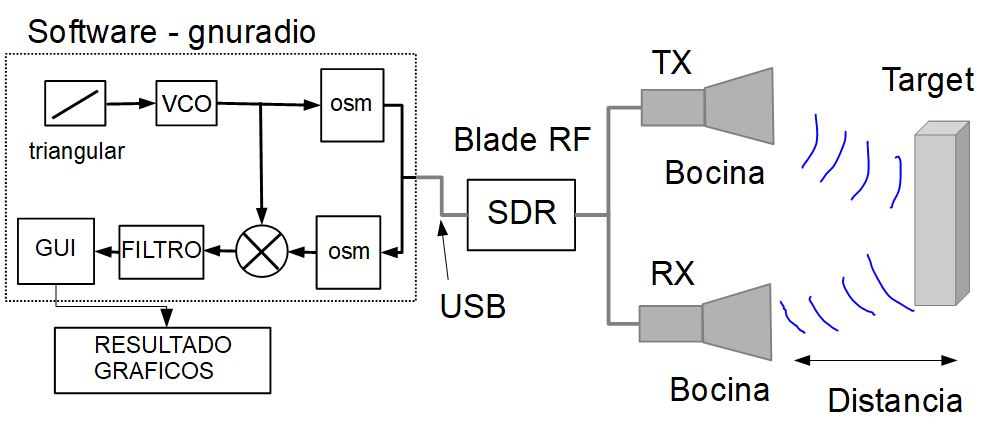 Software - gnuradio
TX
Target
VCO
osm
triangular
Blade RF
Bocina
SDR
GUI
FILTRO
osm
RX
USB
RESULTADO
GRAFICOS
Bocina
Distancia